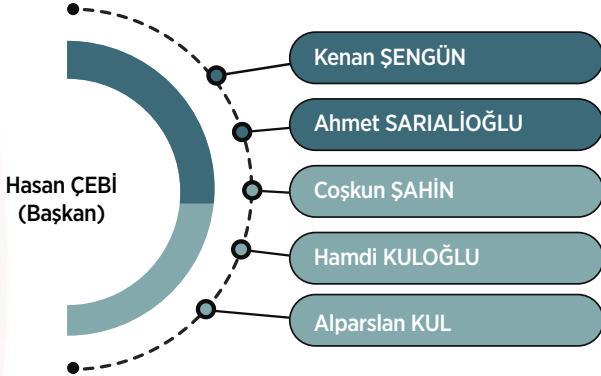 Hasan ÇEBİ
(Başkan)
Kenan ŞENGÜN
Ahmet SARIALİOĞLU
Coşkun ŞAHİN
Hamdi KULOĞLU
Alparslan KUL